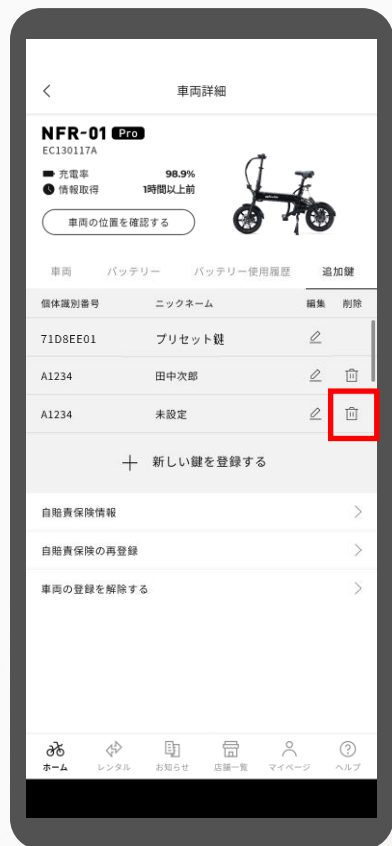 車両詳細
NFR-01 Pro
EC130117A
充電率 98.9%
情報取得 1時間以上前
車両の位置を確認する
車両 バッテリー バッテリー使用履歴 追加鍵
個体識別番号 ニックネーム 編集 削除
71D8EE01 プリセット鍵
A1234 田中次郎
A1234 未設定
＋ 新しい鍵を登録する
自賠責保険情報
自賠責保険の再登録
車両の登録を解除する
ホーム レンタル お知らせ 店舗一覧 マイページ ヘルプ